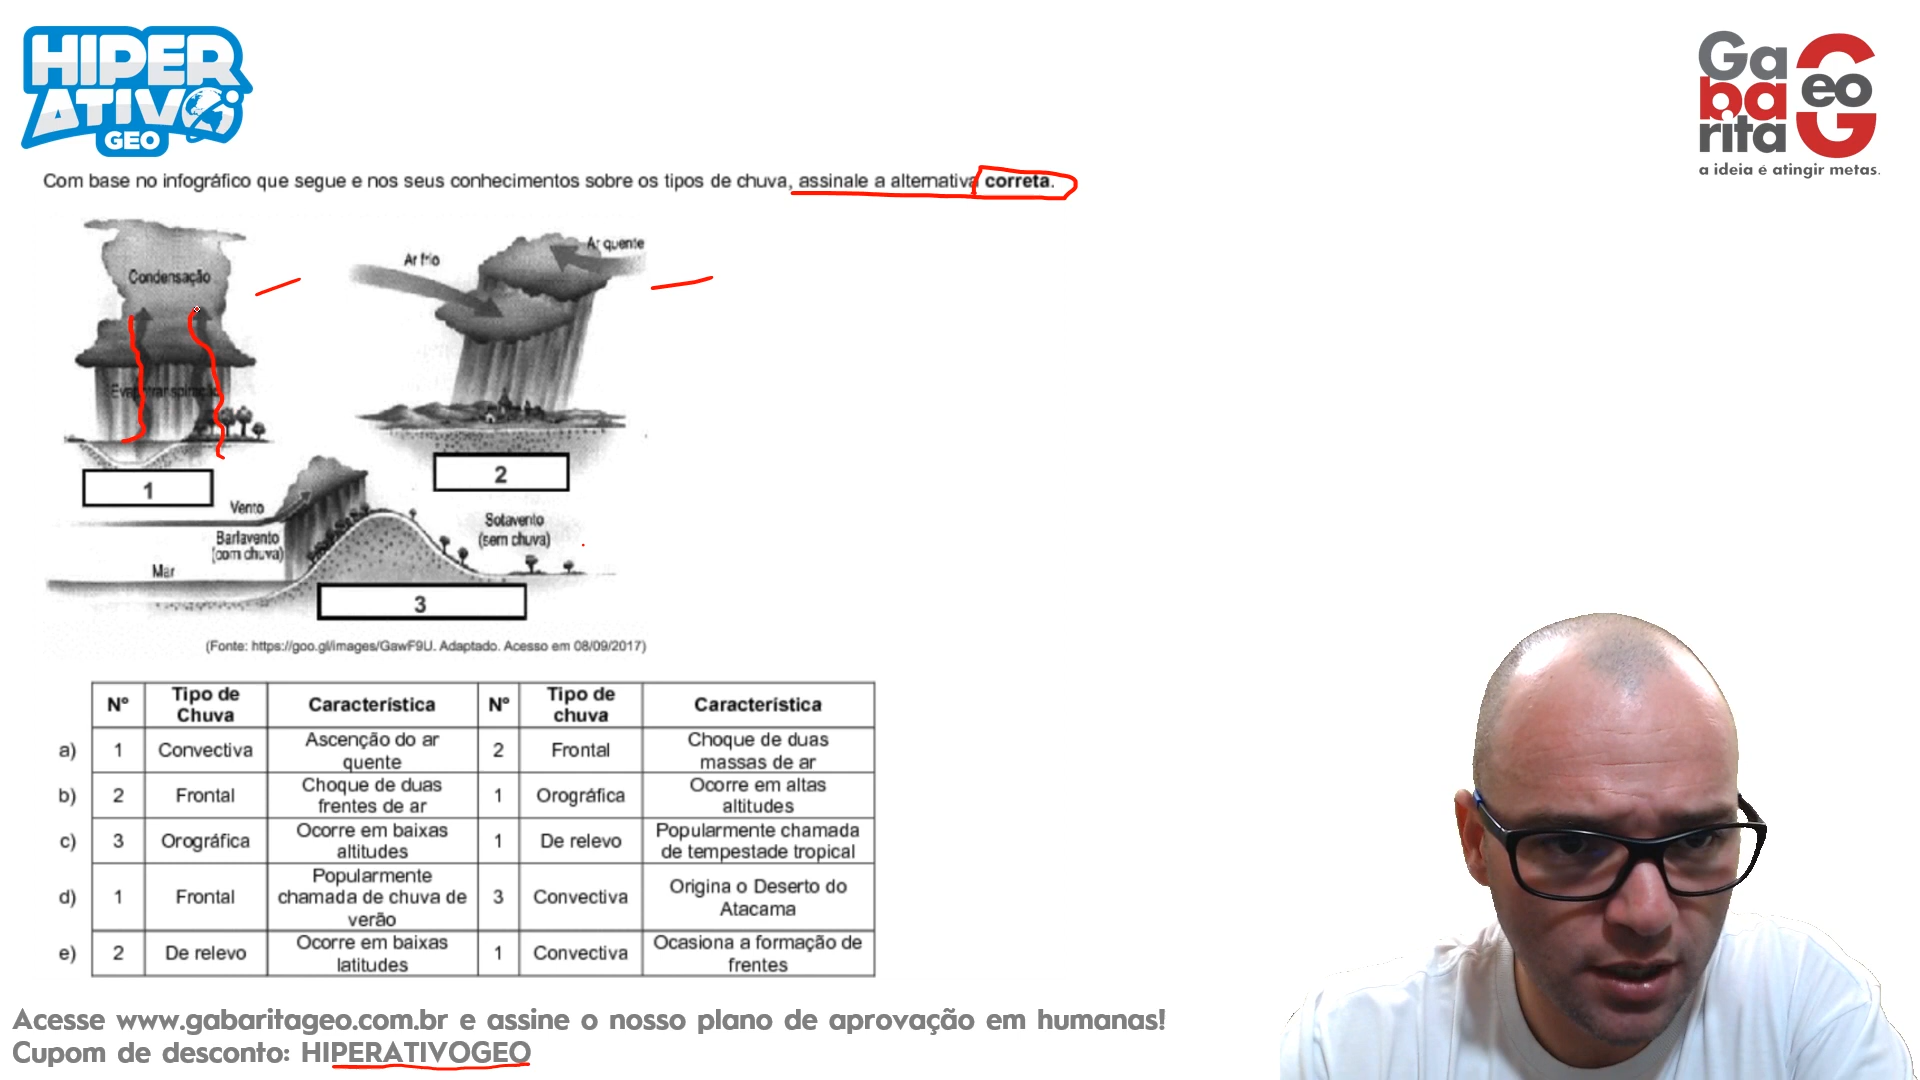 HIPER
ATIVO
GEO
Ga
ba
rita
Geo
a ideia é atingir metas.
Com base no infográfico que segue e nos seus conhecimentos sobre os tipos de chuva, assinale a alternativa correta.
Condensação
Evapotranspiração
1
Ar frio
Ar quente
2
Vento
Barlavento
(com chuva)
Mar
Sotavento
(sem chuva)
3
(Fonte: https://goo.gl/images/GawF9U. Adaptado. Acesso em 08/09/2017)
Nº Tipo de Chuva Característica Nº Tipo de chuva Característica
a) 1 Convectiva Ascenção do ar quente 2 Frontal Choque de duas massas de ar
b) 2 Frontal Choque de duas frentes de ar 1 Orográfica Ocorre em altas altitudes
c) 3 Orográfica Ocorre em baixas altitudes 1 De relevo Popularmente chamada de tempestade tropical
d) 1 Frontal Popularmente chamada de chuva de verão 3 Convectiva Origina o Deserto do Atacama
e) 2 De relevo Ocorre em baixas latitudes 1 Convectiva Ocasiona a formação de frentes
Acesse www.gabaritageo.com.br e assine o nosso plano de aprovação em humanas!
Cupom de desconto: HIPERATIVOGEO